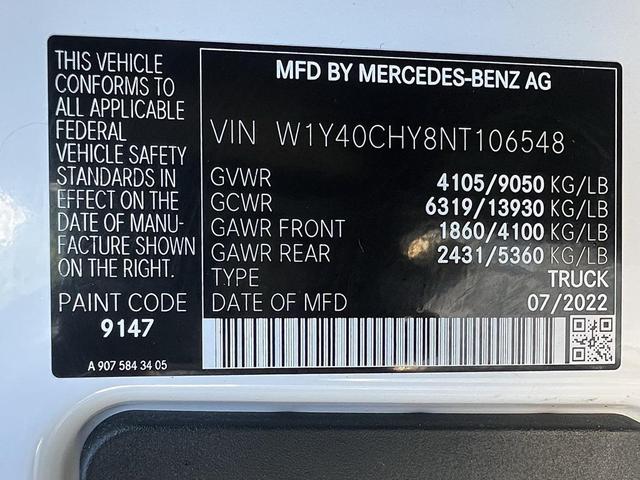 THIS VEHICLE
CONFORMS TO
ALL APPLICABLE
FEDERAL
VEHICLE SAFETY
STANDARDS IN
EFFECT ON THE
DATE OF MANU-
FACTURE SHOWN
ON THE RIGHT.
PAINT CODE
9147
A 907 584 34 05
MFD BY MERCEDES-BENZ AG
VIN W1Y40CHY8NT106548
GVWR 4105/9050 KG/LB
GCWR 6319/13930 KG/LB
GAWR FRONT 1860/4100 KG/LB
GAWR REAR 2431/5360 KG/LB
TYPE TRUCK
DATE OF MFD 07/2022